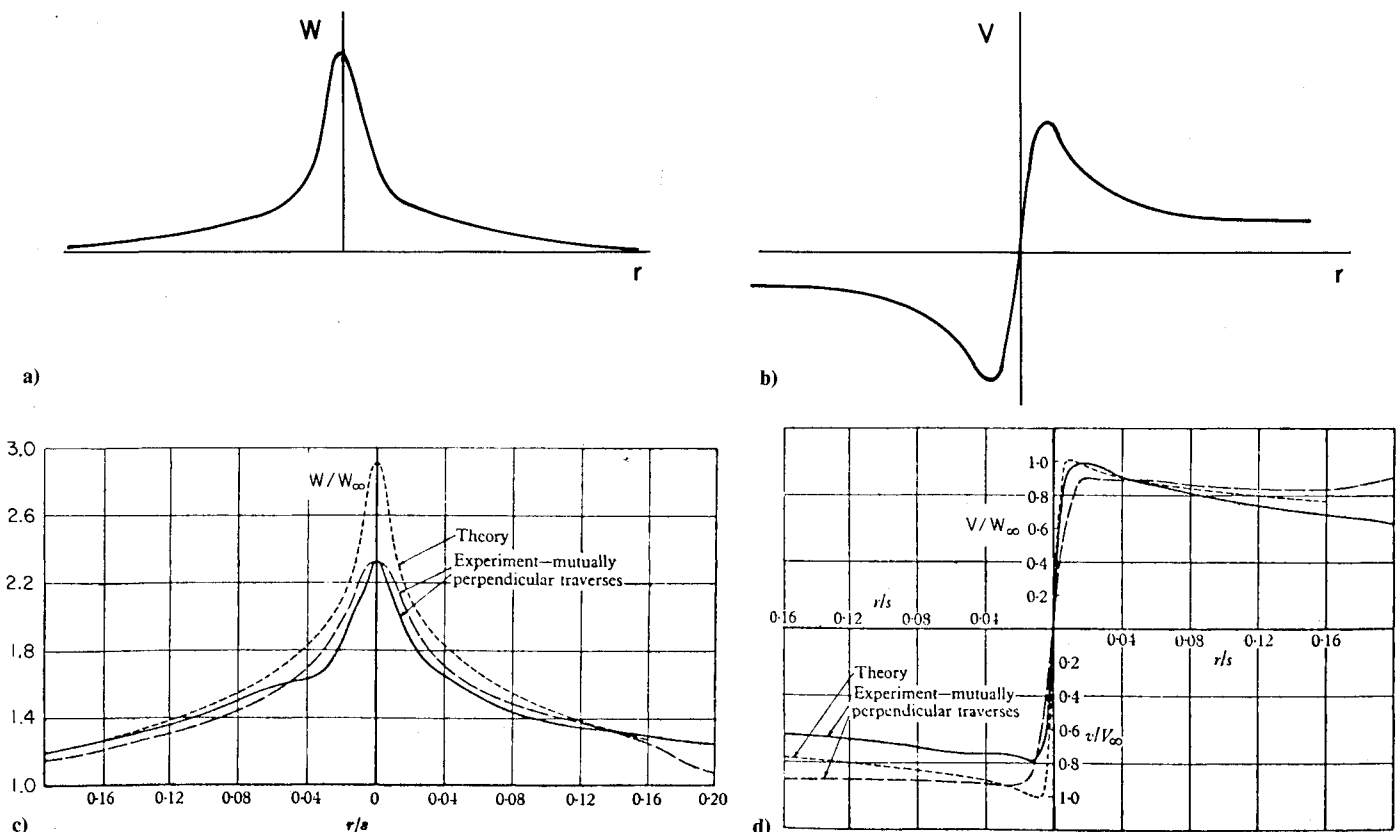 W
r
a)
V
r
b)
3.0
2.6
2.2
1.8
1.4
1.0
W/W∞
Theory
Experiment—mutually
perpendicular traverses
0·16 0·12 0·08 0·04 0 0·04 0·08 0·12 0·16 0·20
r/s
c)
1·0
0·8
V/W∞ 0·6
0·4
0·2
r/s
0·16 0·12 0·08 0·04
0·04 0·08 0·12 0·16
r/s
0·2
0·4
0·6
v/V∞
0·8
1·0
Theory
Experiment—mutually
perpendicular traverses
d)